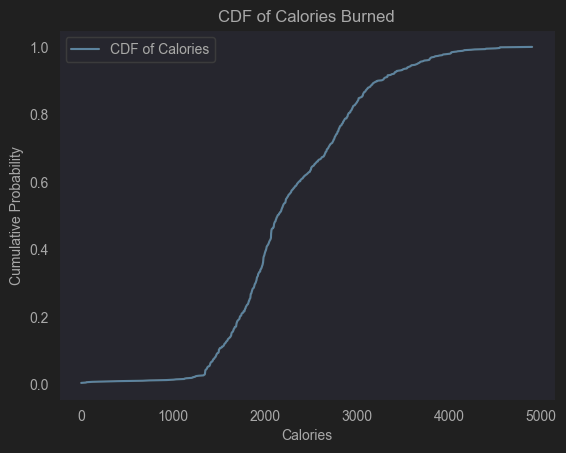 CDF of Calories Burned
CDF of Calories
1.0
0.8
0.6
0.4
0.2
0.0
Cumulative Probability
0 1000 2000 3000 4000 5000
Calories